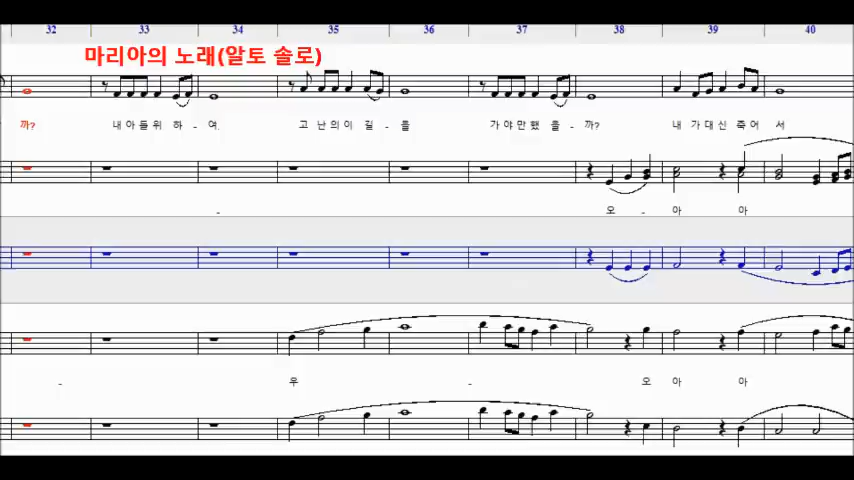 32 33 34 35 36 37 38 39 40
마리아의 노래(알토 솔로)
까? 내 아 들 위 하 - 여. 고 난 의 이 길 - 을 가 야 만 했 을 - 까? 내 가 대 신 죽 어 서
- 오 - 아 아
- 우 - 오 아 아